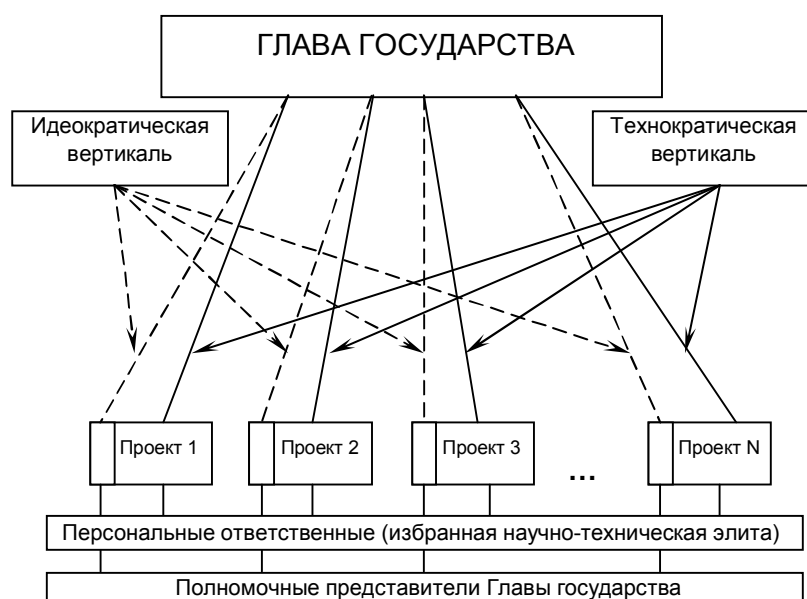 ГЛАВА ГОСУДАРСТВА
Идеократическая
вертикаль
Технократическая
вертикаль
Проект 1
Проект 2
Проект 3
...
Проект N
Персональные ответственные (избранная научно-техническая элита)
Полномочные представители Главы государства